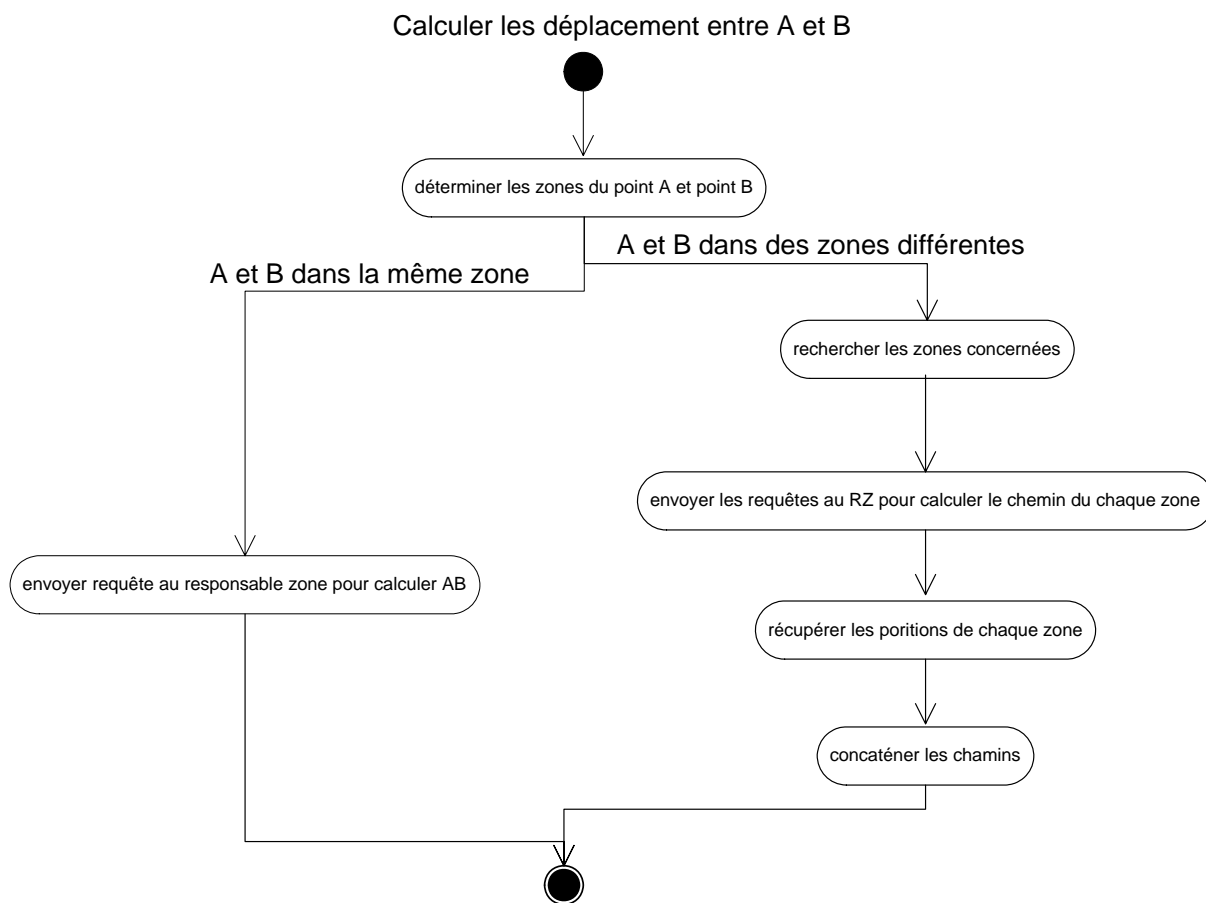 Calculer les déplacement entre A et B
déterminer les zones du point A et point B
A et B dans des zones différentes
A et B dans la même zone
rechercher les zones concernées
envoyer les requêtes au RZ pour calculer le chemin du chaque zone
envoyer requête au responsable zone pour calculer AB
récupérer les poritions de chaque zone
concaténer les chamins